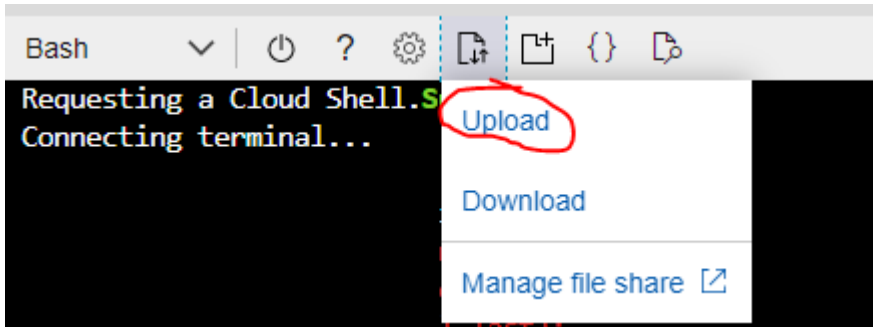 Bash
?
{}
Requesting a Cloud Shell.S
Connecting terminal...
Upload
Download
Manage file share